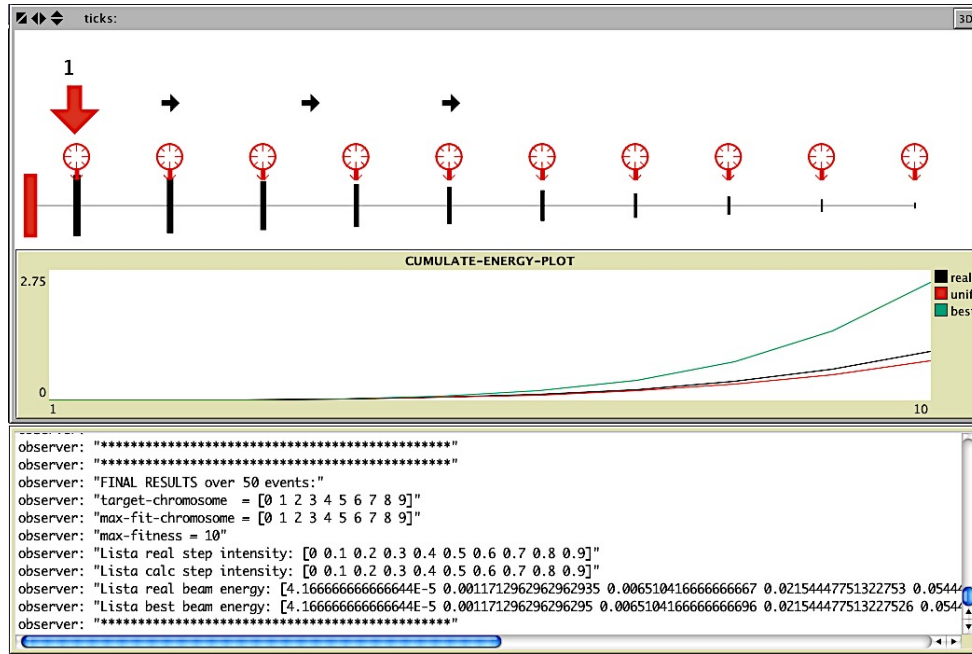 ticks:
3D
1
CUMULATE-ENERGY-PLOT
2.75
real
unif
best
0
1
10
observer: "***********************************************"
observer: "***********************************************"
observer: "FINAL RESULTS over 50 events:"
observer: "target-chromosome  = [0 1 2 3 4 5 6 7 8 9]"
observer: "max-fit-chromosome = [0 1 2 3 4 5 6 7 8 9]"
observer: "max-fitness = 10"
observer: "Lista real step intensity: [0 0.1 0.2 0.3 0.4 0.5 0.6 0.7 0.8 0.9]"
observer: "Lista calc step intensity: [0 0.1 0.2 0.3 0.4 0.5 0.6 0.7 0.8 0.9]"
observer: "Lista real beam energy: [4.166666666666644E-5 0.0011712962962962935 0.006510416666666667 0.02154447751322753 0.05444
observer: "Lista best beam energy: [4.166666666666644E-5 0.001171296296296295 0.0065104166666666696 0.021544477513227526 0.0544
observer: "***********************************************"